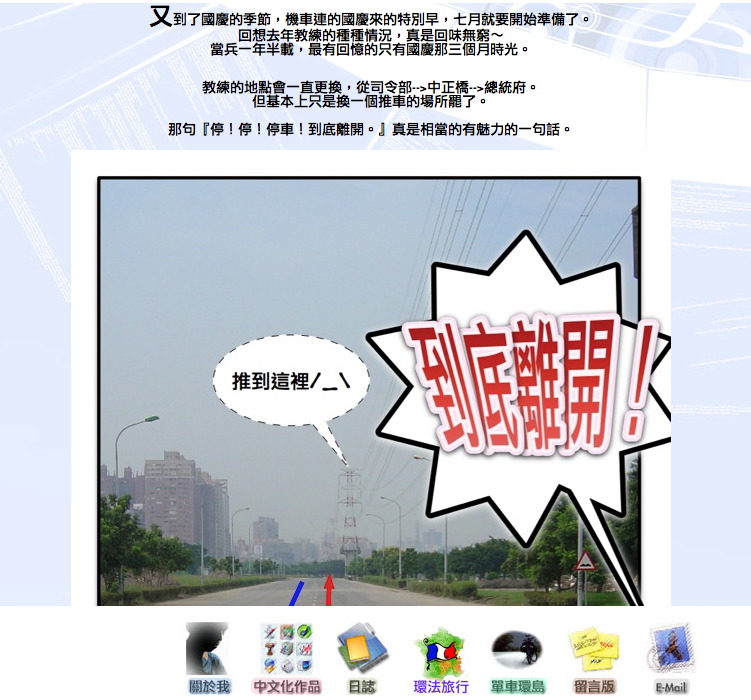 又到了國慶的季節，機車連的國慶來的特別早，七月就要開始準備了。
回想去年教練的種種情況，真是回味無窮～
當兵一年半載，最有回憶的只有國慶那三個月時光。
教練的地點會一直更換，從司令部-->中正橋-->總統府。
但基本上只是換一個推車的場所罷了。
那句『停！停！停車！到底離開。』真是相當的有魅力的一句話。
到底離開！
推到這裡/__\
關於我
中文化作品
日誌
環法旅行
單車環島
留言版
E-Mail